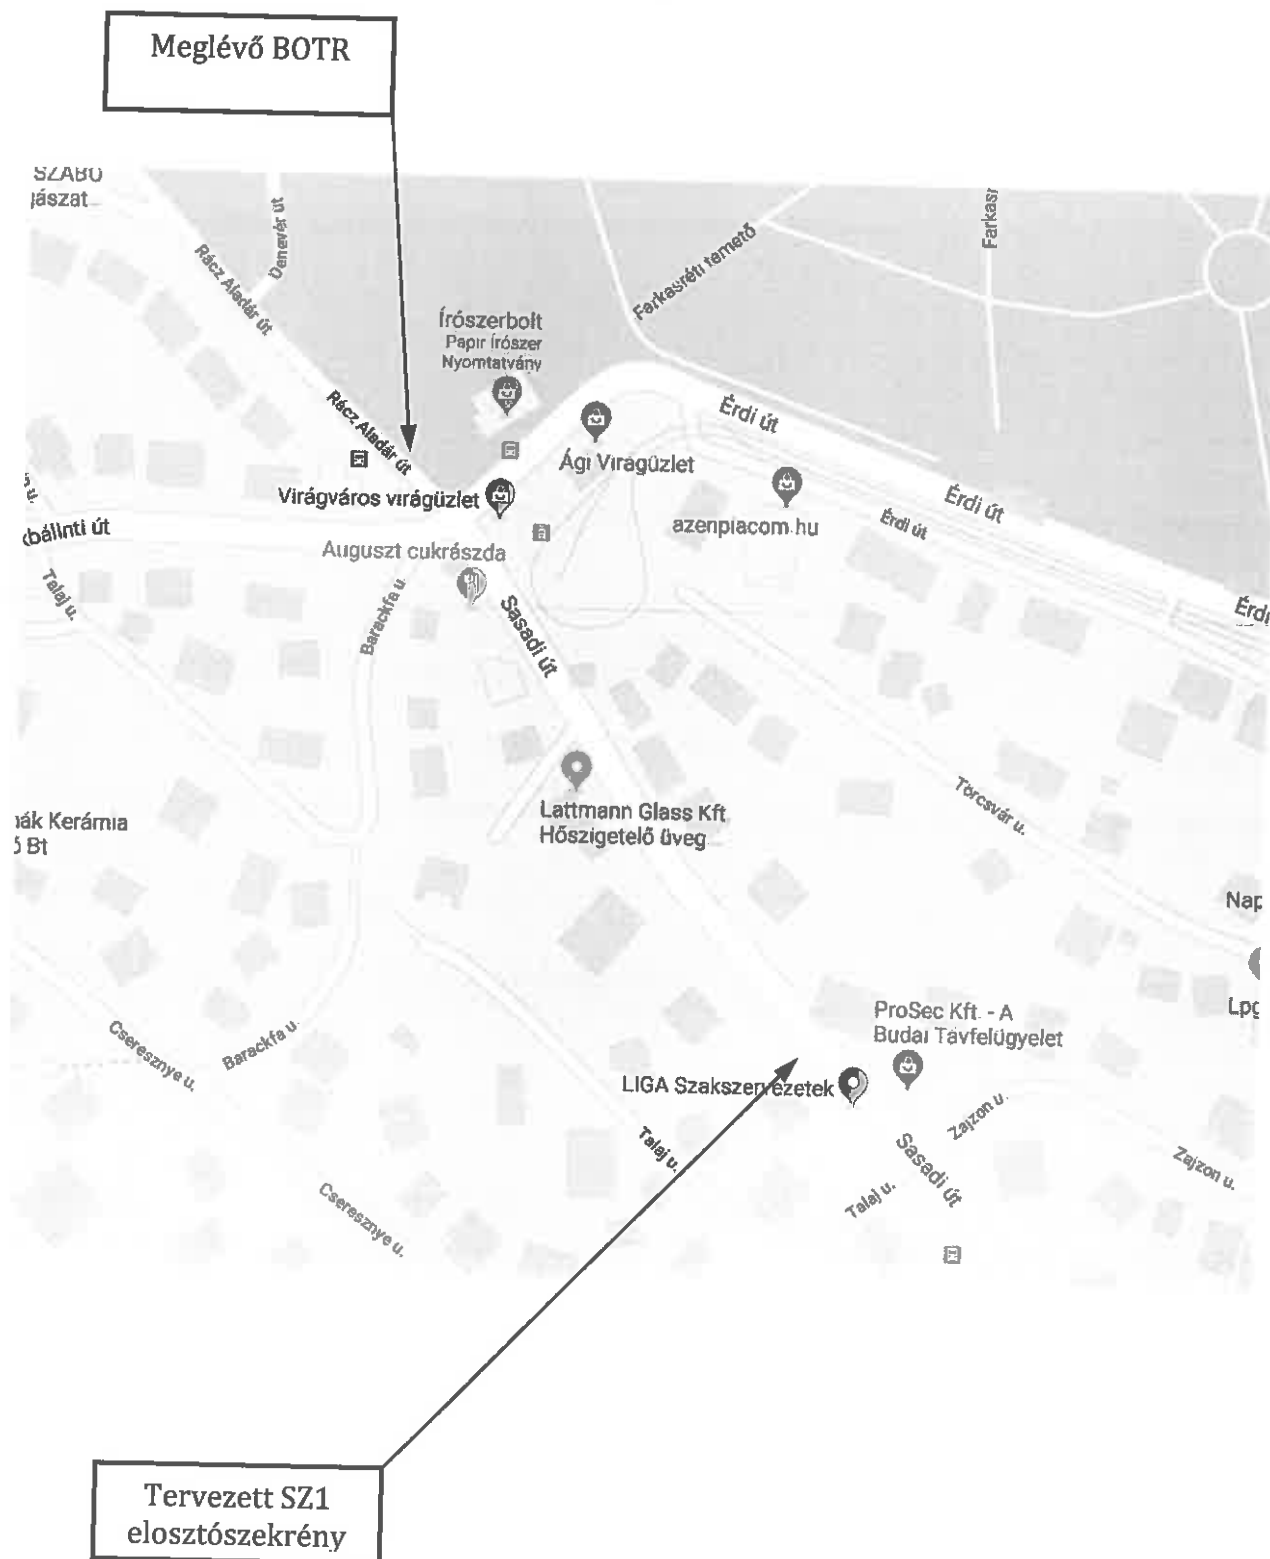 Meglévő BOTR
SZABÓ
jászat
Denevér út
Farkasr
Rácz Aladár út
Farkasréti temető
Írószerbolt
Papír írószer
Nyomtatvány
Rácz Aladár út
Érdi út
Ági Virágüzlet
Virágváros virágüzlet
Érdi út
azenpiacom.hu
Érdi út
kbálinti út
u.
Auguszt cukrászda
Talaj u.
Barackfa u.
Sasadi út
Érdi
Törcsvár u.
Lattmann Glass Kft
Hőszigetelő üveg
nák Kerámia
ő Bt
Nap
ProSec Kft. - A
Budai Távfelügyelet
Lpg
Cseresznye u.
Barackfa u.
LIGA Szakszervezetek
Zajzon u.
Talaj u.
Sasadi út
Zajzon u.
Talaj u.
Cseresznye u.
Tervezett SZ1
elosztószekrény